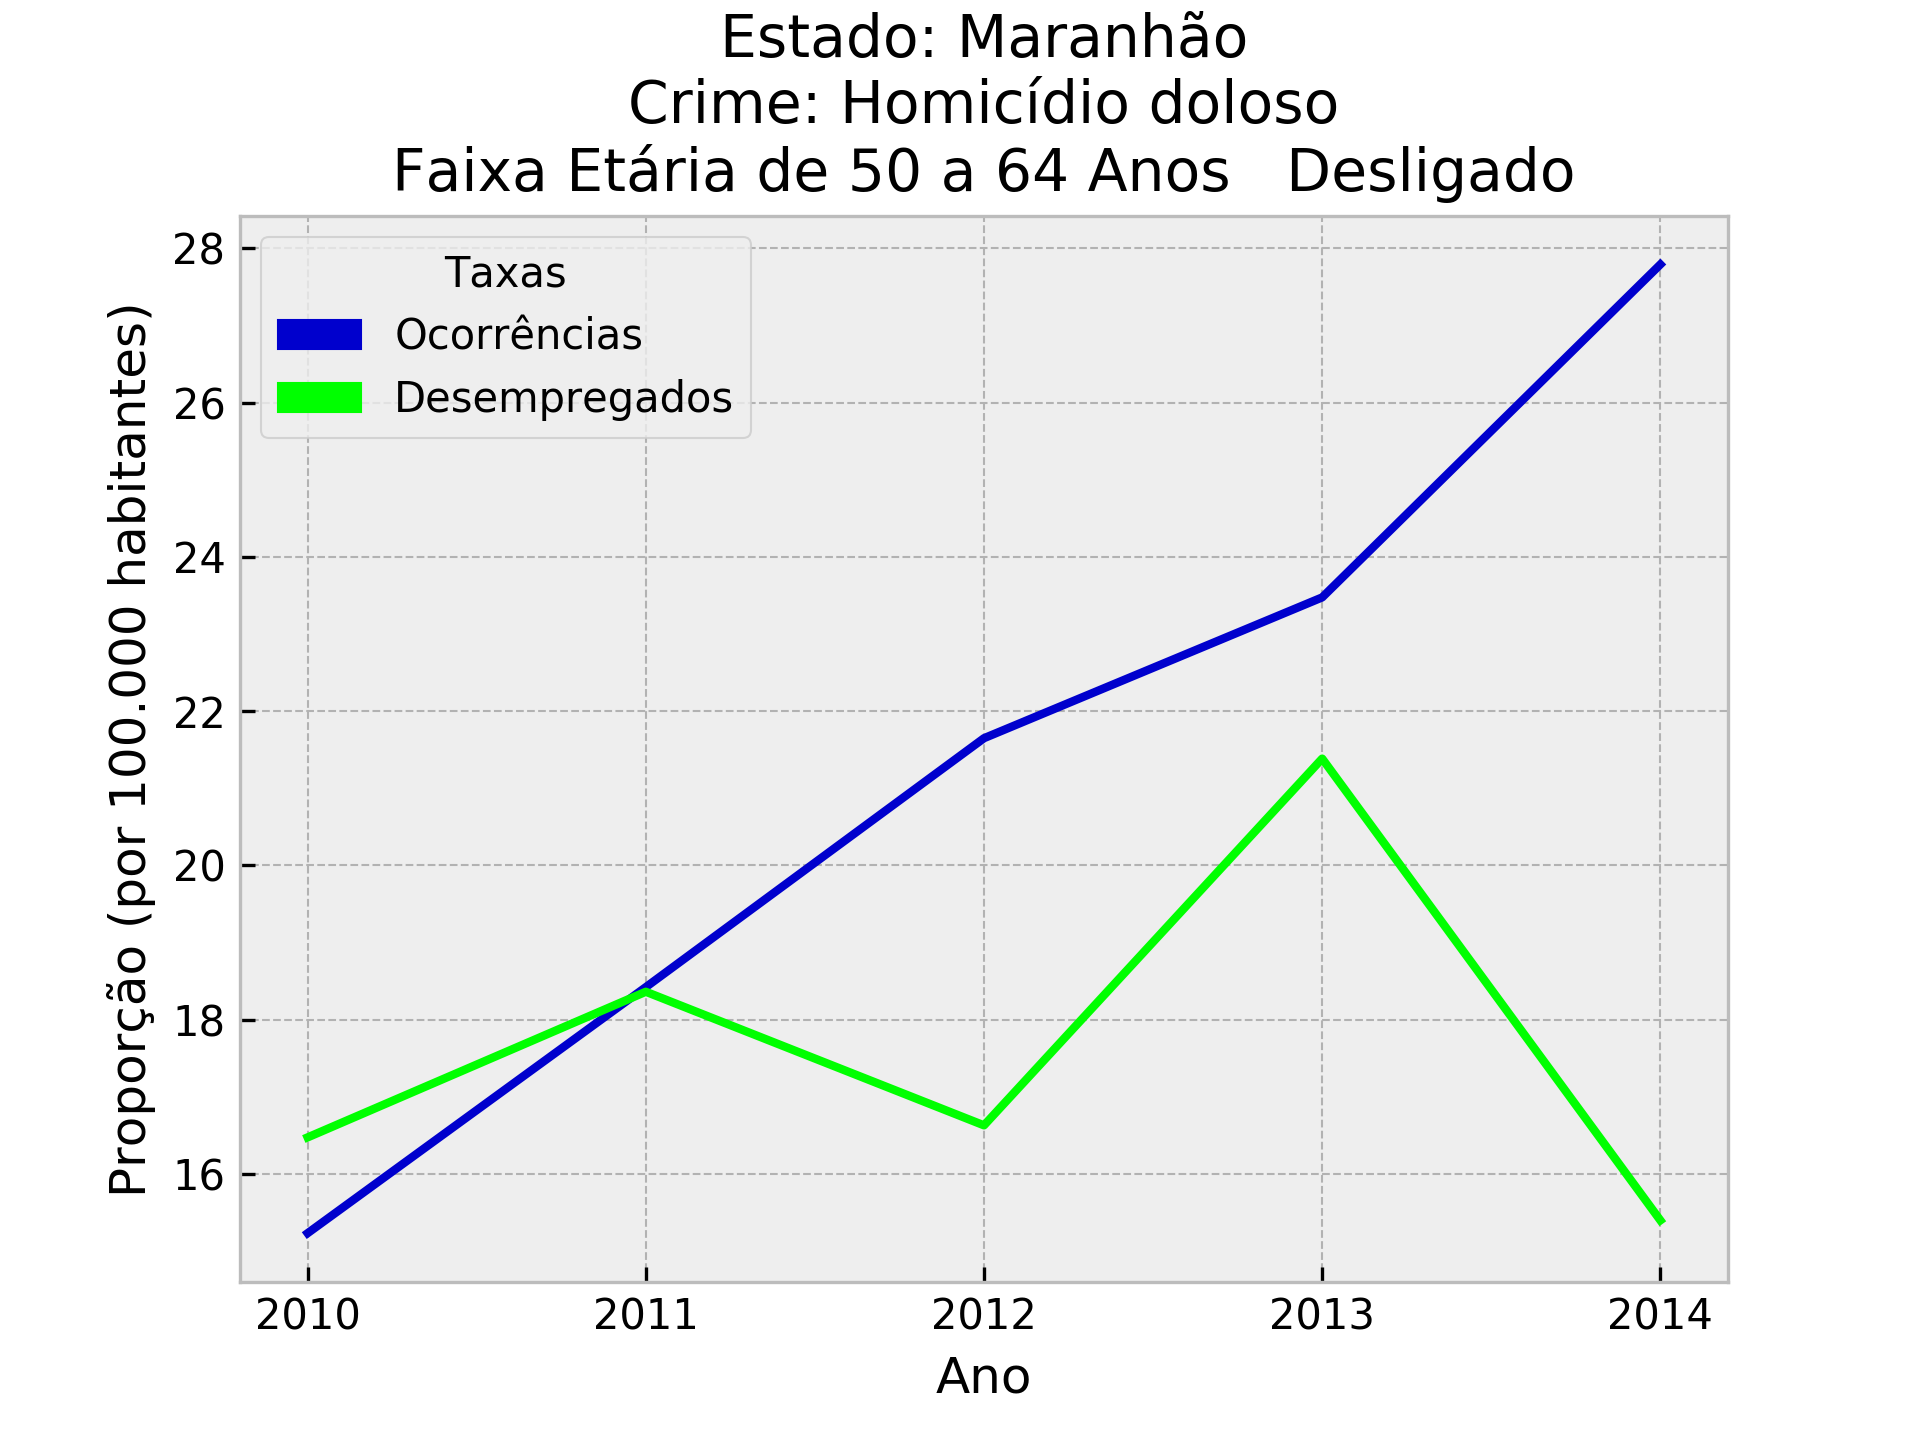 Estado: Maranhão
Crime: Homicídio doloso
Faixa Etária de 50 a 64 Anos   Desligado
Taxas
Ocorrências
Desempregados
Proporção (por 100.000 habitantes)
28
26
24
22
20
18
16
2010 2011 2012 2013 2014
Ano